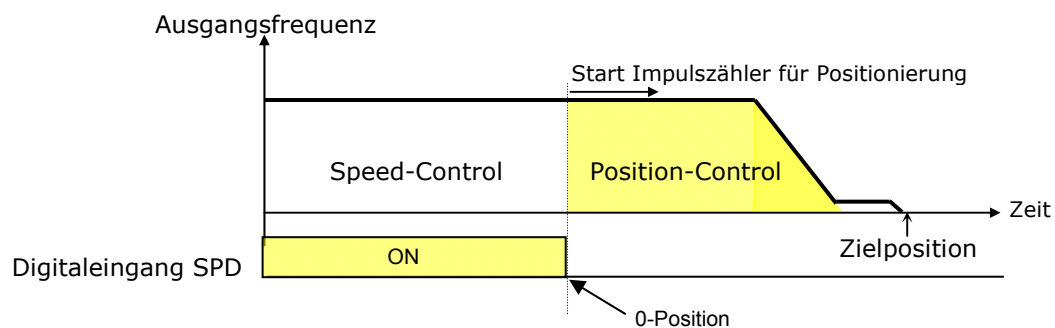 Ausgangsfrequenz
Start Impulszähler für Positionierung
Speed-Control
Position-Control
Zeit
Zielposition
Digitaleingang SPD
ON
0-Position